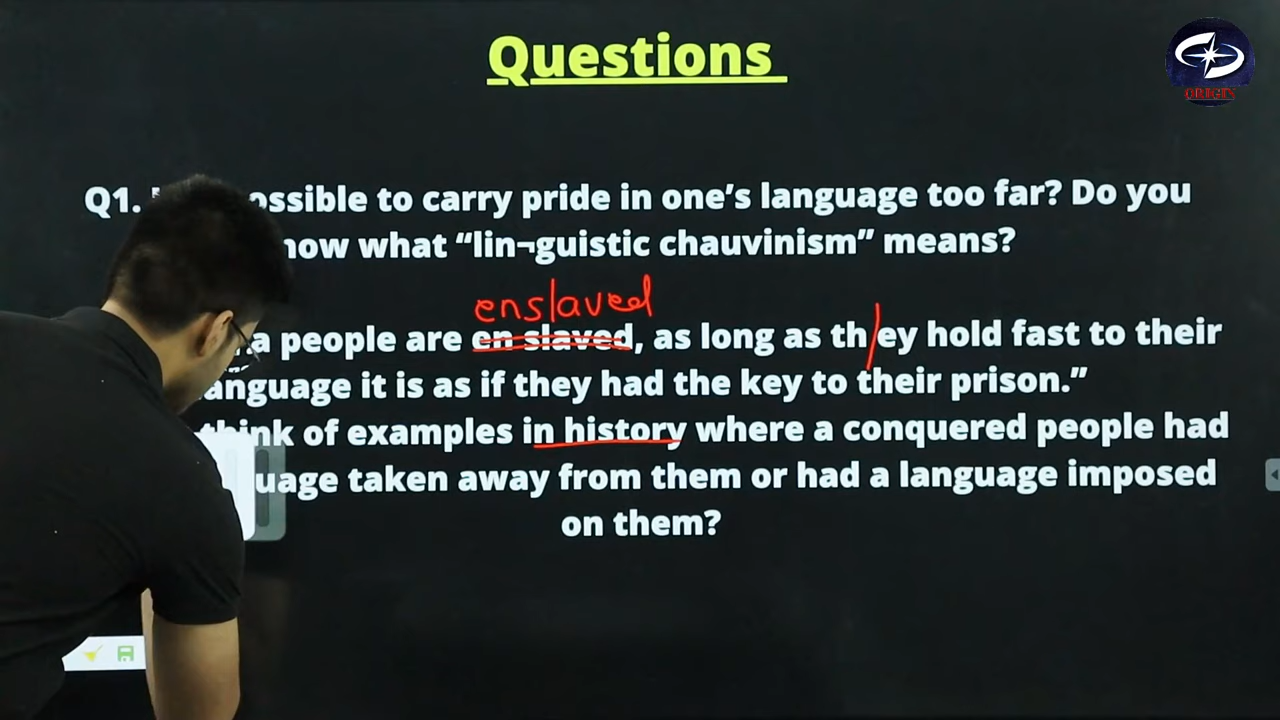 Questions
ORIGIN
Q1. ossible to carry pride in one’s language too far? Do you
now what “lin¬guistic chauvinism” means?
enslaved
a people are en slaved, as long as th ey hold fast to their
anguage it is as if they had the key to their prison.”
think of examples in history where a conquered people had
uage taken away from them or had a language imposed
on them?